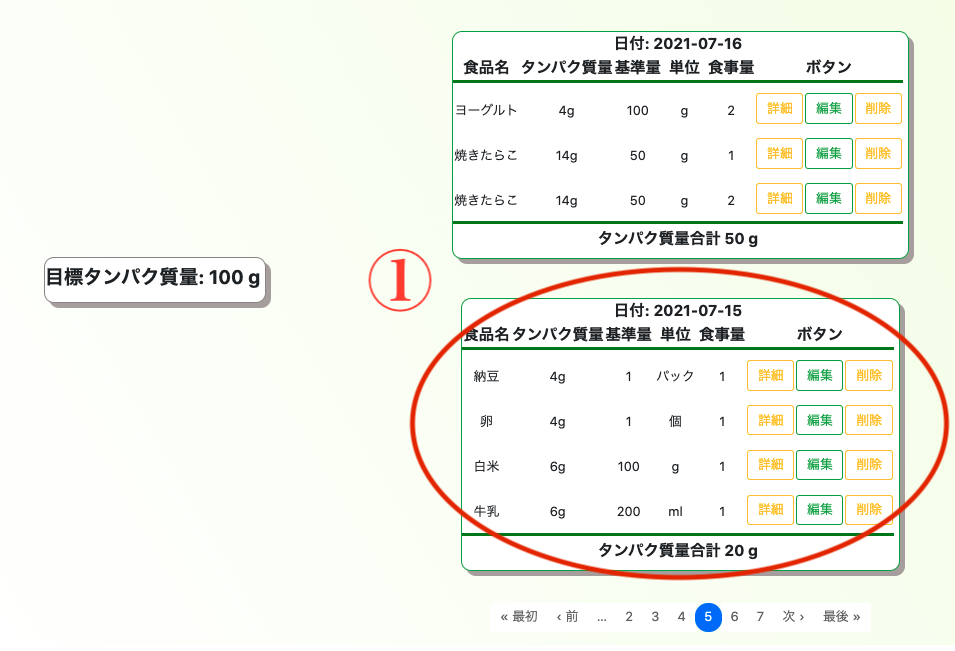 日付: 2021-07-16
食品名 タンパク質量 基準量 単位 食事量 ボタン
ヨーグルト 4g 100 g 2 詳細 編集 削除
焼きたらこ 14g 50 g 1 詳細 編集 削除
焼きたらこ 14g 50 g 2 詳細 編集 削除
タンパク質量合計 50 g
目標タンパク質量: 100 g
①
日付: 2021-07-15
食品名 タンパク質量 基準量 単位 食事量 ボタン
納豆 4g 1 パック 1 詳細 編集 削除
卵 4g 1 個 1 詳細 編集 削除
白米 6g 100 g 1 詳細 編集 削除
牛乳 6g 200 ml 1 詳細 編集 削除
タンパク質量合計 20 g
« 最初 ‹ 前 ... 2 3 4 5 6 7 次 › 最後 »